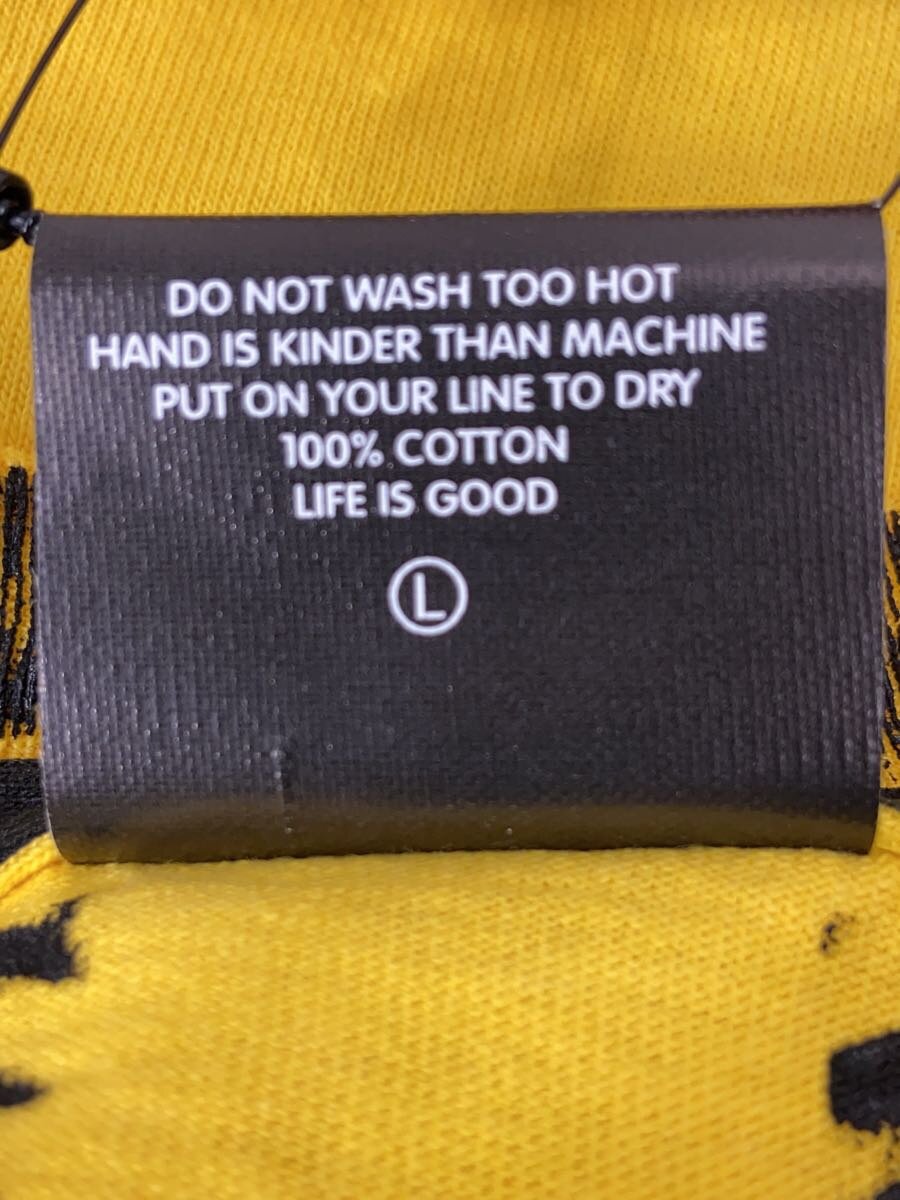 DO NOT WASH TOO HOT
HAND IS KINDER THAN MACHINE
PUT ON YOUR LINE TO DRY
100% COTTON
LIFE IS GOOD
L